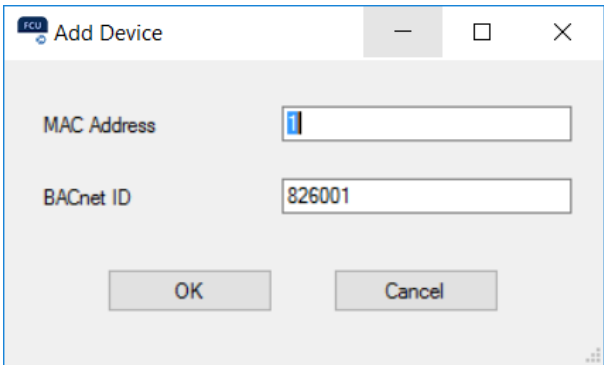 FCU Add Device
MAC Address 1
BACnet ID 826001
OK Cancel